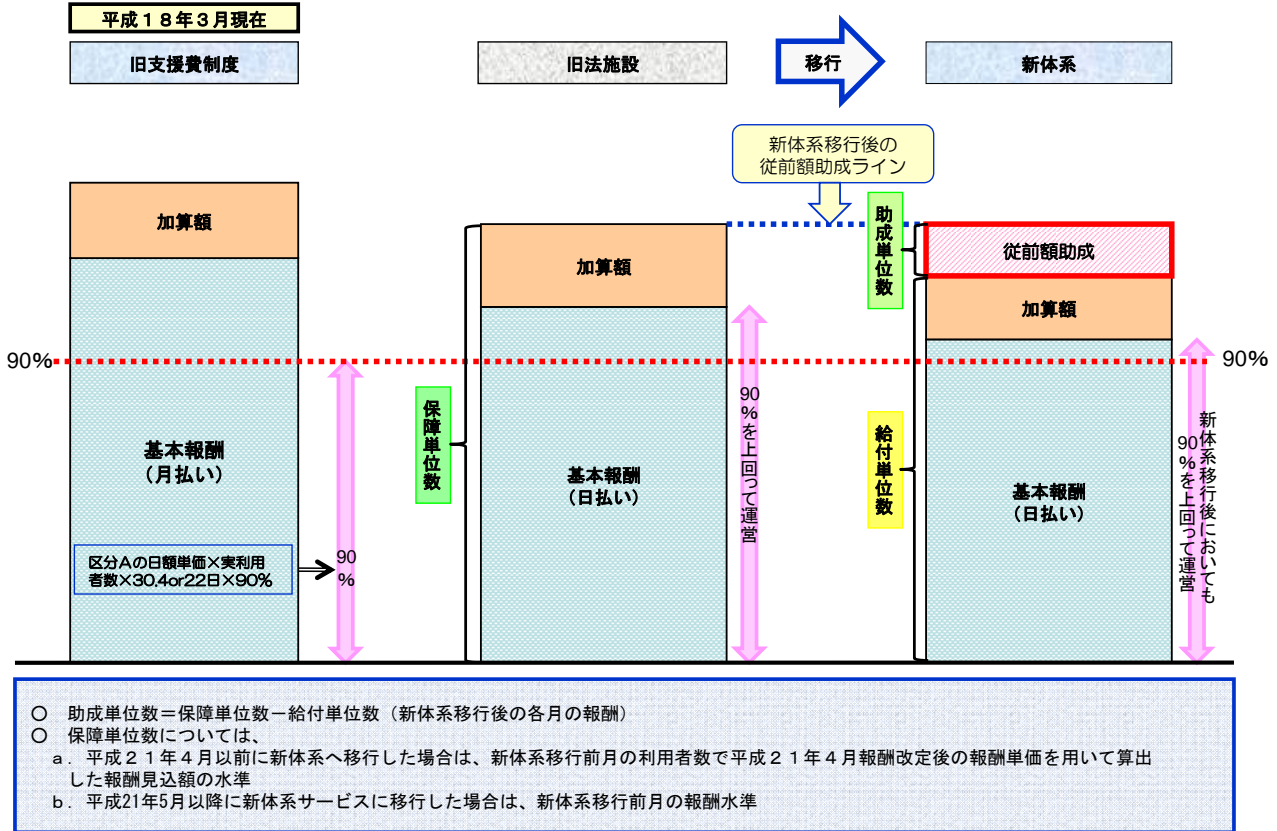 平成１８年３月現在
旧支援費制度
旧法施設
移行
新体系
新体系移行後の
従前額助成ライン
加算額
加算額
助成単位数
従前額助成
加算額
90%
90%
保障単位数
基本報酬
（月払い）
基本報酬
（日払い）
90%を上回って運営
給付単位数
基本報酬
（日払い）
新体系移行後においても
90%を上回って運営
区分Aの日額単価×実利用
者数×30.4or22日×90%
90%
○　助成単位数＝保障単位数－給付単位数（新体系移行後の各月の報酬）
○　保障単位数については、
ａ．平成２１年４月以前に新体系へ移行した場合は、新体系移行前月の利用者数で平成２１年４月報酬改定後の報酬単価を用いて算出
した報酬見込額の水準
ｂ．平成21年5月以降に新体系サービスに移行した場合は、新体系移行前月の報酬水準